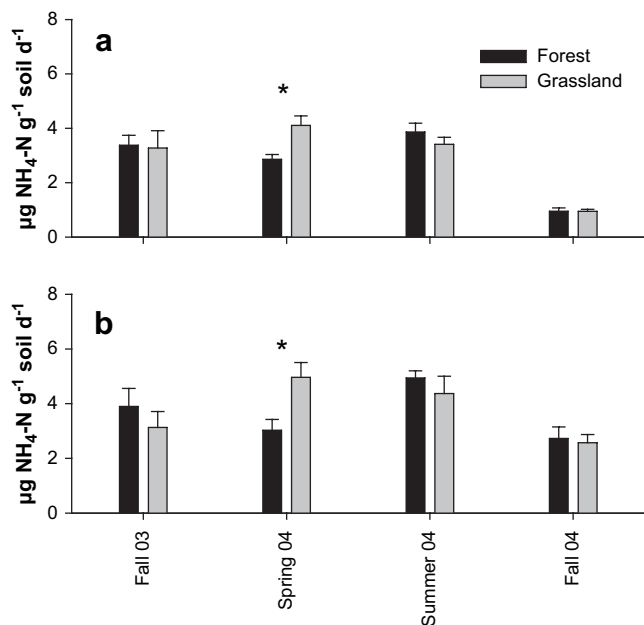 a
Forest
Grassland
*
µg NH₄-N g⁻¹ soil d⁻¹
8
6
4
2
0
b
*
µg NH₄-N g⁻¹ soil d⁻¹
8
6
4
2
0
Fall 03
Spring 04
Summer 04
Fall 04